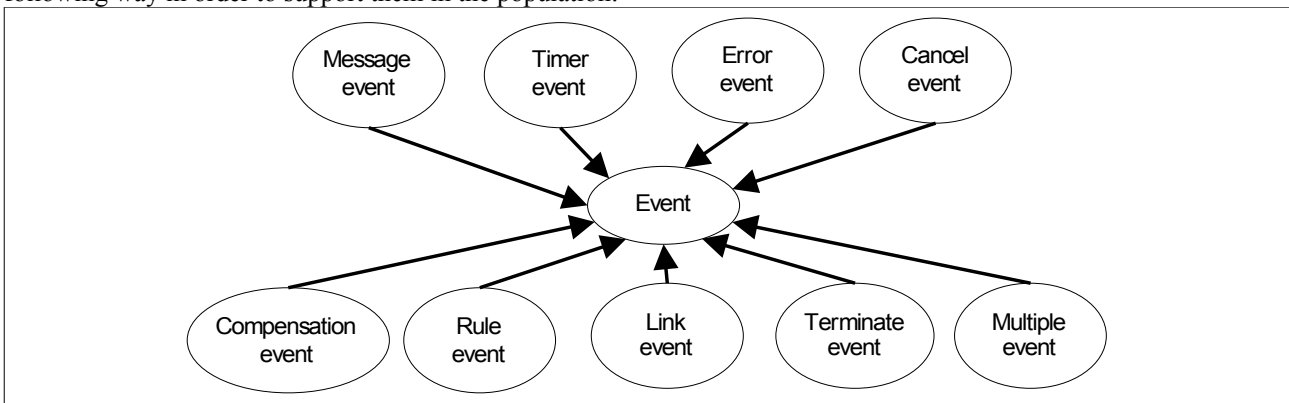 following way in order to support them in the population.
Message
event
Timer
event
Error
event
Cancel
event
Event
Compensation
event
Rule
event
Link
event
Terminate
event
Multiple
event